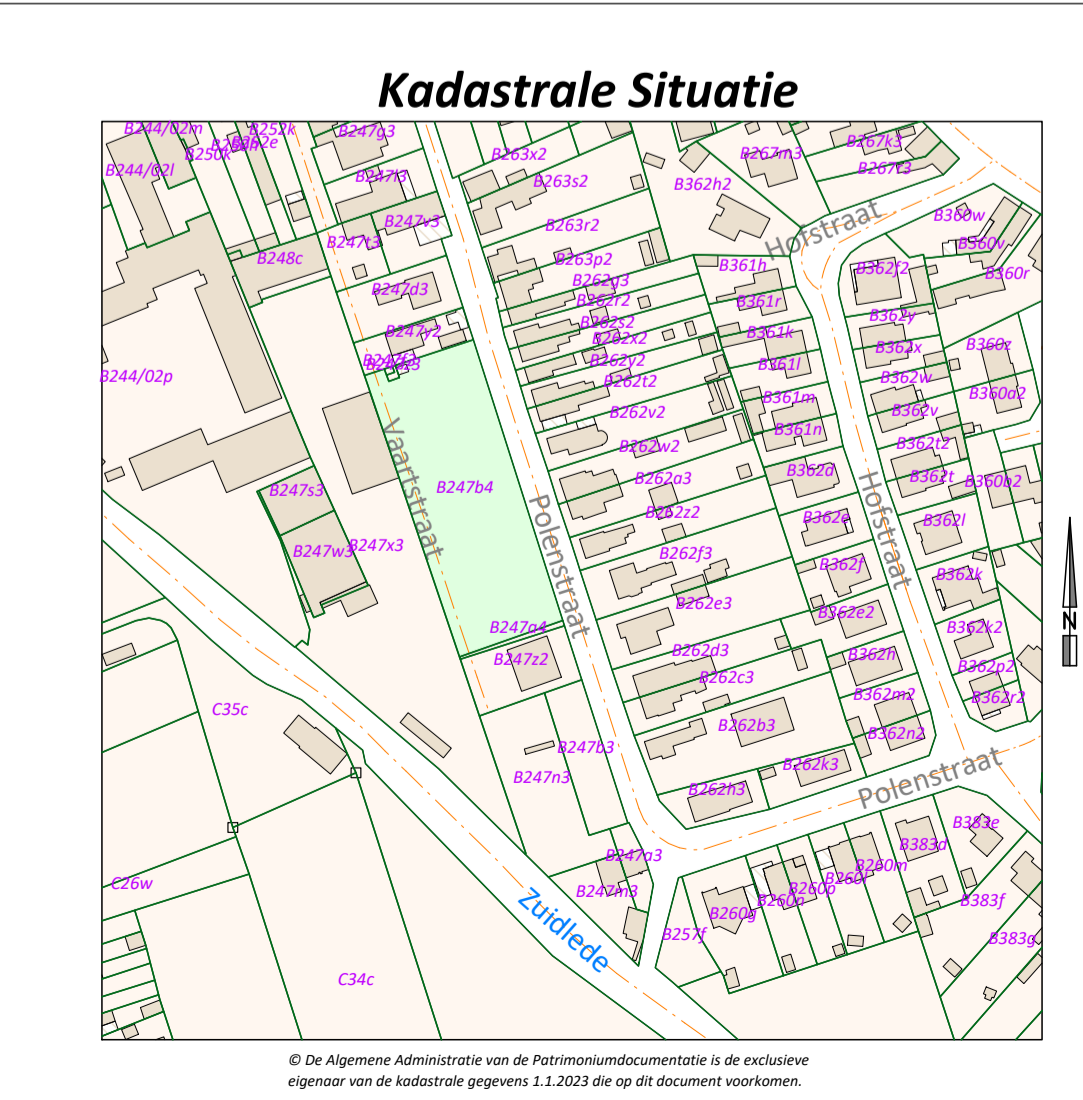 Kadastrale Situatie
B244/02m
B252k
B247g3
B263x2
B267m3
B267k3
B250k
B244/02l
B247l3
B263s2
B362h2
B267t3
B247v3
B263r2
Hofstraat
B360w
B247t3
B248c
B263p2
B361h
B362f2
B360v
B360r
B247d3
B262g3
B262r2
B361r
B362y
B247y2
B262s2
B262x2
B361k
B362x
B360z
B244/02p
B262y2
B361l
B362w
B262t2
B361m
B360a2
B262v2
B361n
B362v
Vaartstraat
B262w2
B362t2
B247s3
B247b4
B262a3
B362d
B362t
B360b2
Polenstraat
B262z2
B362e
Hofstraat
B362l
B247w3
B247x3
B262f3
B362f
B362k
B262e3
B362e2
B247a4
B362k2
N
B247z2
B262d3
B362h
B362p2
B262c3
B362m2
B362r2
C35c
B262b3
B362n2
B247b3
B247n3
B262k3
Polenstraat
B262h3
B383e
B383d
B247a3
B260m
C26w
B247m3
B260l
B260p
B260n
B383f
Zuidlede
B260g
B257f
B383g
C34c
© De Algemene Administratie van de Patrimoniumdocumentatie is de exclusieve
eigenaar van de kadastrale gegevens 1.1.2023 die op dit document voorkomen.